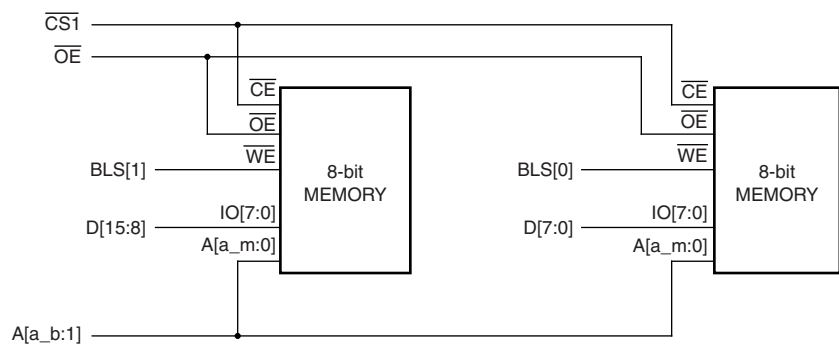 CS1
OE
CE
OE
WE
BLS[1]
IO[7:0]
D[15:8]
A[a_m:0]
8-bit
MEMORY
CE
OE
WE
BLS[0]
IO[7:0]
D[7:0]
A[a_m:0]
8-bit
MEMORY
A[a_b:1]